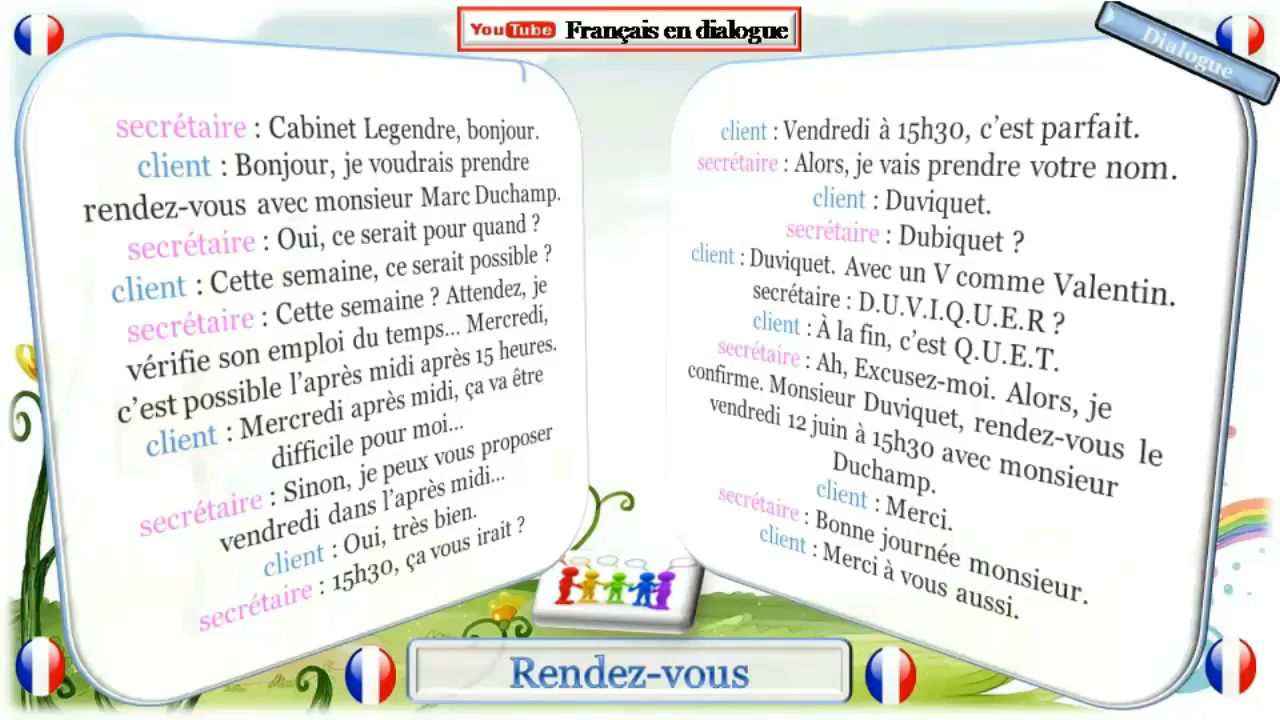 YouTube Français en dialogue
Dialogue
secrétaire : Cabinet Legendre, bonjour.
client : Bonjour, je voudrais prendre
rendez-vous avec monsieur Marc Duchamp.
secrétaire : Oui, ce serait pour quand ?
client : Cette semaine, ce serait possible ?
secrétaire : Cette semaine ? Attendez, je
vérifie son emploi du temps... Mercredi,
c'est possible l'après midi après 15 heures.
client : Mercredi après midi, ça va être
difficile pour moi...
secrétaire : Sinon, je peux vous proposer
vendredi dans l'après midi...
client : Oui, très bien.
secrétaire : 15h30, ça vous irait ?
client : Vendredi à 15h30, c'est parfait.
secrétaire : Alors, je vais prendre votre nom.
client : Duviquet.
secrétaire : Dubiquet ?
client : Duviquet. Avec un V comme Valentin.
secrétaire : D.U.V.I.Q.U.E.R ?
client : À la fin, c'est Q.U.E.T.
secrétaire : Ah, Excusez-moi. Alors, je
confirme. Monsieur Duviquet, rendez-vous le
vendredi 12 juin à 15h30 avec monsieur
Duchamp.
client : Merci.
secrétaire : Bonne journée monsieur.
client : Merci à vous aussi.
Rendez-vous